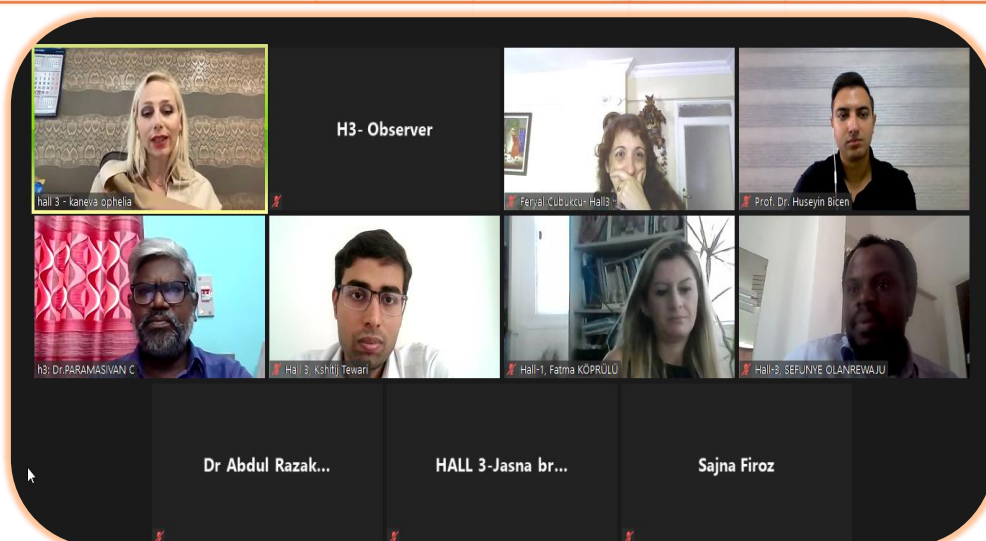 hall 3 - kaneva ophelia
H3- Observer
Feryal Cubukcu- Hall3
Prof. Dr. Huseyin Bicen
h3: Dr.PARAMASIVAN C
Hall 3, Kshitij Tewari
Hall-1, Fatma KÖPRÜLÜ
Hall-3, SEFUNYE OLANREWAJU
Dr Abdul Razak...
HALL 3-Jasna br...
Sajna Firoz